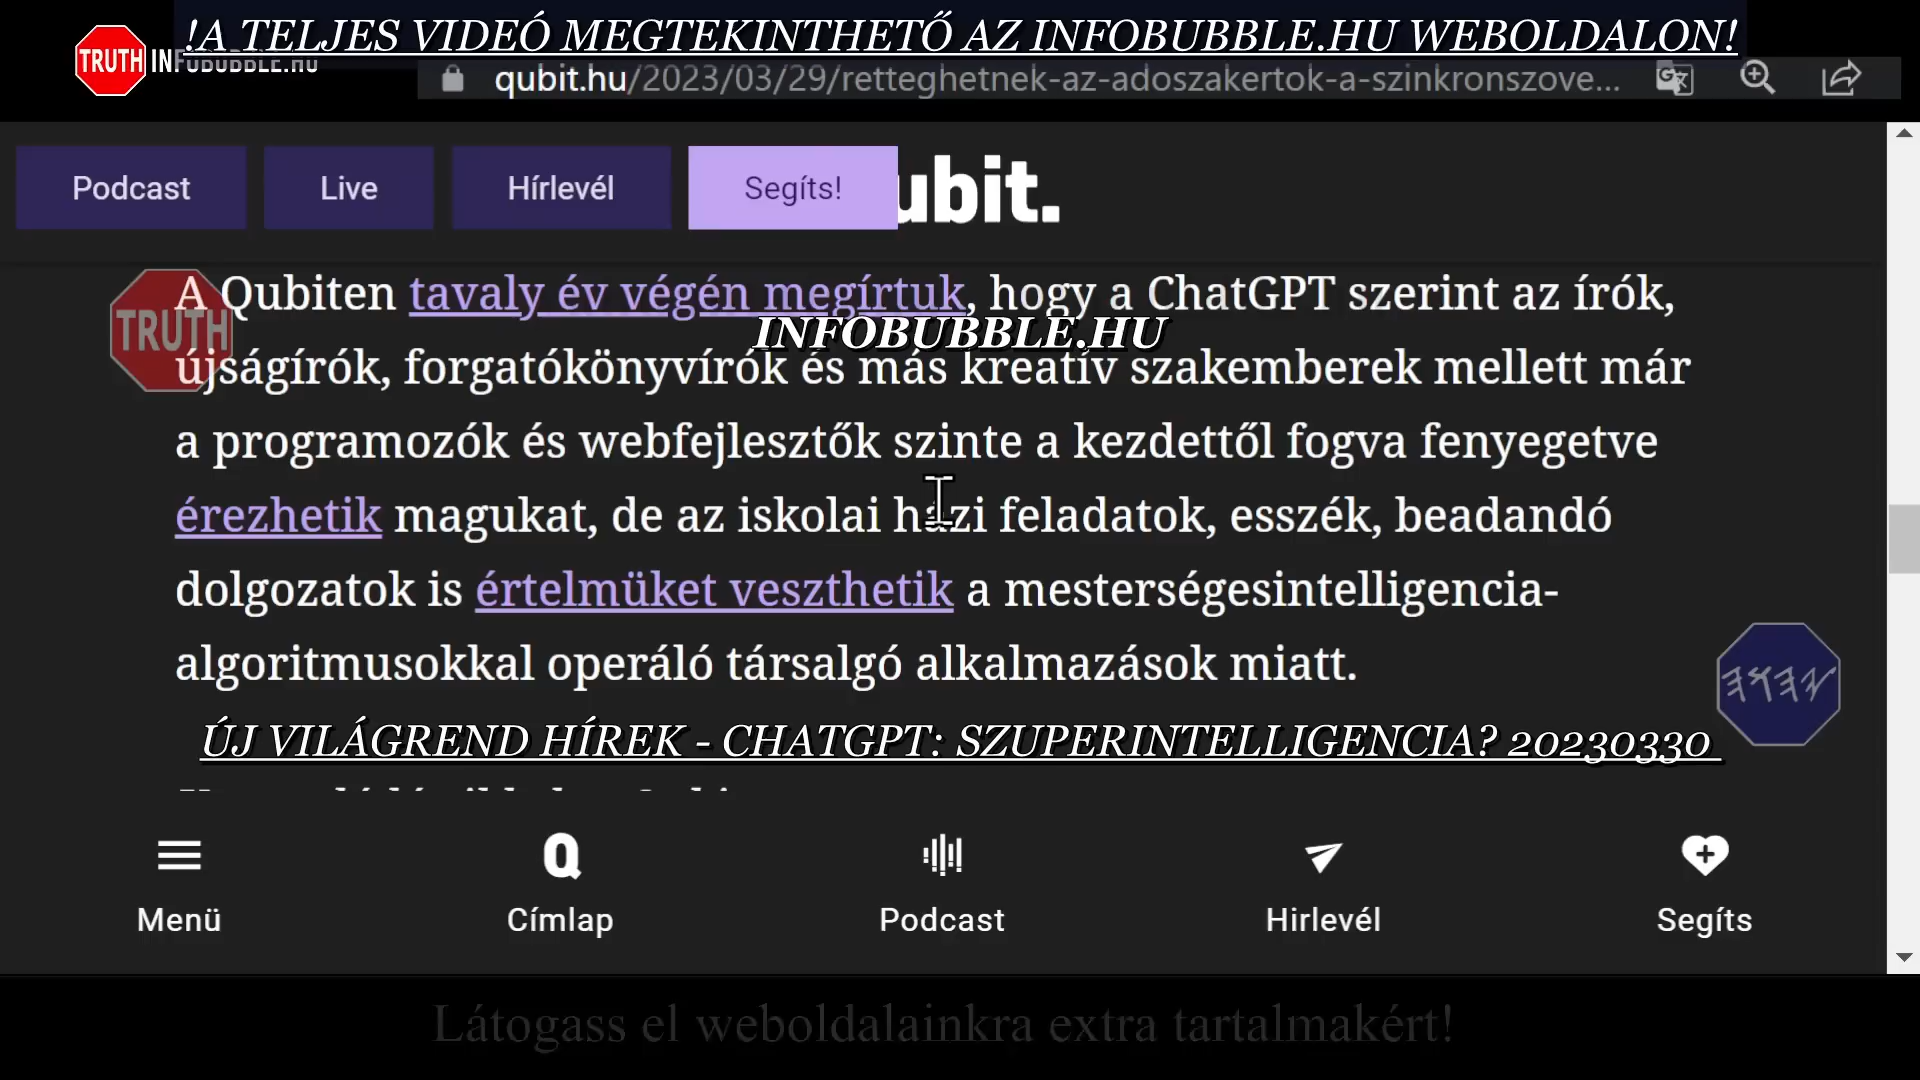 !A TELJES VIDEÓ MEGTEKINTHETŐ AZ INFOBUBBLE.HU WEBOLDALON!
TRUTH INFOBUBBLE.HU
qubit.hu/2023/03/29/retteghetnek-az-adoszakertok-a-szinkronszove...
Podcast
Live
Hírlevél
Segíts!
ubit.
A Qubiten tavaly év végén megírtuk, hogy a ChatGPT szerint az írók,
TRUTH
INFOBUBBLE.HU
újságírók, forgatókönyvírók és más kreatív szakemberek mellett már
a programozók és webfejlesztők szinte a kezdettől fogva fenyegetve
érezhetik magukat, de az iskolai házi feladatok, esszék, beadandó
dolgozatok is értelmüket veszthetik a mesterségesintelligencia-
algoritmusokkal operáló társalgó alkalmazások miatt.
𐤉𐤄𐤅𐤄
ÚJ VILÁGREND HÍREK - CHATGPT: SZUPERINTELLIGENCIA? 20230330
Menü
Q
Címlap
Podcast
Hirlevél
Segíts
Látogass el weboldalainkra extra tartalmakért!